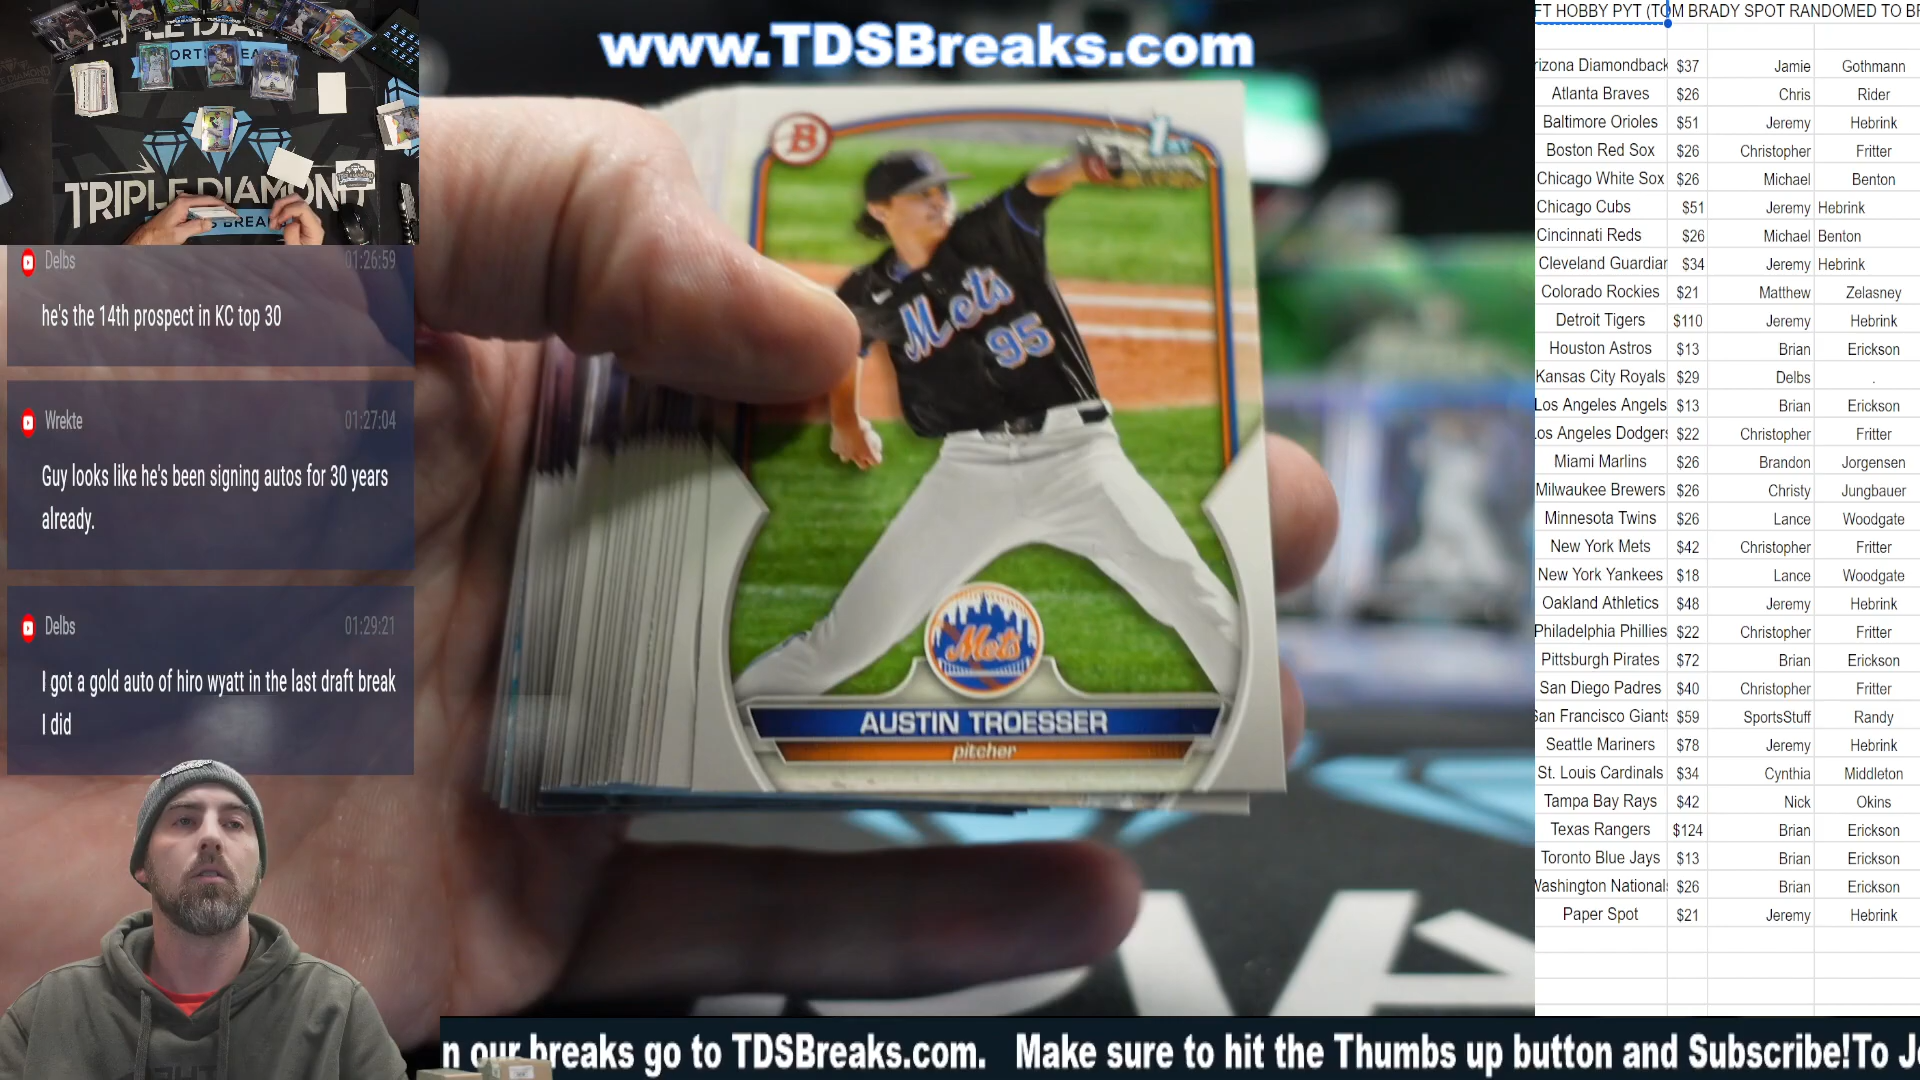 www.TDSBreaks.com
TRIPLE DIAMOND
Delbs 01:26:59
he's the 14th prospect in KC top 30
Wrekte 01:27:04
Guy looks like he's been signing autos for 30 years
already.
Delbs 01:29:21
I got a gold auto of hiro wyatt in the last draft break
I did
B
1ST
Mets
95
Mets
AUSTIN TROESSER
pitcher
FT HOBBY PYT (TOM BRADY SPOT RANDOMED TO BR
rizona Diamondback $37 Jamie Gothmann
Atlanta Braves $26 Chris Rider
Baltimore Orioles $51 Jeremy Hebrink
Boston Red Sox $26 Christopher Fritter
Chicago White Sox $26 Michael Benton
Chicago Cubs $51 Jeremy Hebrink
Cincinnati Reds $26 Michael Benton
Cleveland Guardian $34 Jeremy Hebrink
Colorado Rockies $21 Matthew Zelasney
Detroit Tigers $110 Jeremy Hebrink
Houston Astros $13 Brian Erickson
Kansas City Royals $29 Delbs .
Los Angeles Angels $13 Brian Erickson
os Angeles Dodgers $22 Christopher Fritter
Miami Marlins $26 Brandon Jorgensen
Milwaukee Brewers $26 Christy Jungbauer
Minnesota Twins $26 Lance Woodgate
New York Mets $42 Christopher Fritter
New York Yankees $18 Lance Woodgate
Oakland Athletics $48 Jeremy Hebrink
Philadelphia Phillies $22 Christopher Fritter
Pittsburgh Pirates $72 Brian Erickson
San Diego Padres $40 Christopher Fritter
San Francisco Giants $59 SportsStuff Randy
Seattle Mariners $78 Jeremy Hebrink
St. Louis Cardinals $34 Cynthia Middleton
Tampa Bay Rays $42 Nick Okins
Texas Rangers $124 Brian Erickson
Toronto Blue Jays $13 Brian Erickson
Washington Nationals $26 Brian Erickson
Paper Spot $21 Jeremy Hebrink
n our breaks go to TDSBreaks.com. Make sure to hit the Thumbs up button and Subscribe!To Jo